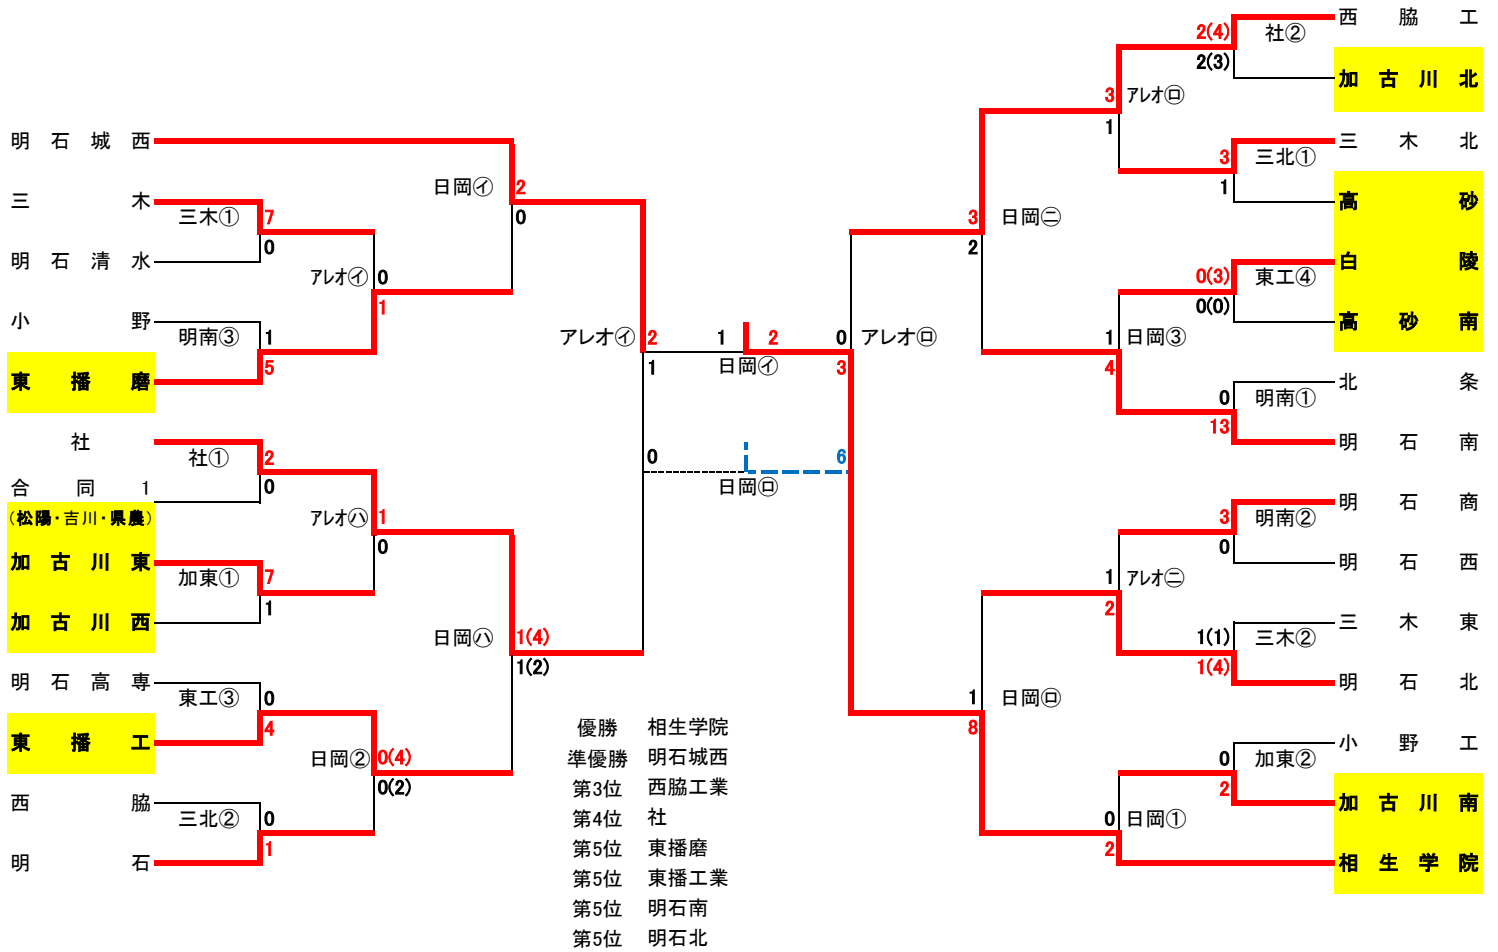 明石城西
三木
明石清水
小野
東播磨
社
合同1
(松陽・吉川・県農)
加古川東
加古川西
明石高専
東播工
西脇
明石
三木①
7
0
明南③
1
5
社①
2
0
加東①
7
1
東工③
0
4
三北②
0
1
アレオ㋑
0
1
アレオ㋩
1
0
日岡②
0(4)
0(2)
日岡㋑
2
0
日岡㋩
1(4)
1(2)
アレオ㋑
2
1
1
2
日岡㋑
0
6
日岡㋺
0
アレオ㋺
3
3
日岡㊁
2
1
日岡㋺
8
3
アレオ㋺
1
1
日岡③
4
1
アレオ㊁
2
0
日岡①
2
2(4)
社②
2(3)
3
三北①
1
0(3)
東工④
0(0)
0
明南①
13
3
明南②
0
1(1)
三木②
1(4)
0
加東②
2
西脇工
加古川北
三木北
高砂
白陵
高砂南
北条
明石南
明石商
明石西
三木東
明石北
小野工
加古川南
相生学院
優勝 相生学院
準優勝 明石城西
第3位 西脇工業
第4位 社
第5位 東播磨
第5位 東播工業
第5位 明石南
第5位 明石北